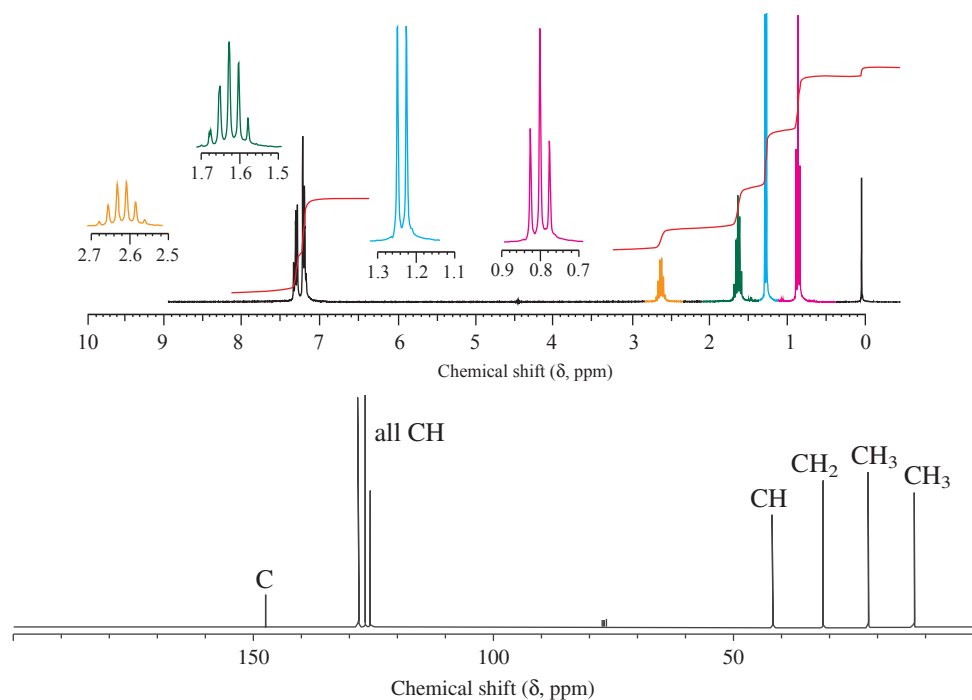 1.7 1.6 1.5
2.7 2.6 2.5
1.3 1.2 1.1
0.9 0.8 0.7
10 9 8 7 6 5 4 3 2 1 0
Chemical shift (δ, ppm)
all CH
C
CH
CH2
CH3
CH3
150 100 50
Chemical shift (δ, ppm)